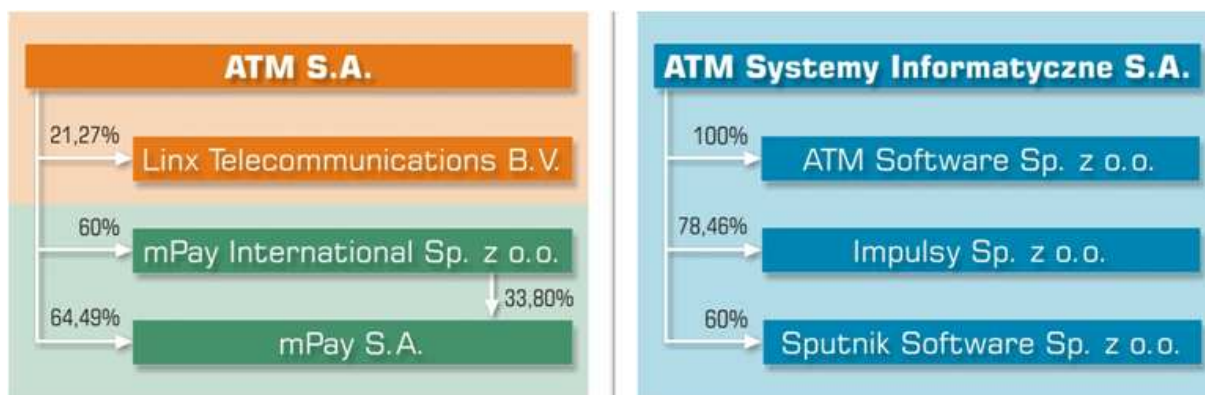 ATM S.A.
21,27%
Linx Telecommunications B.V.
60%
mPay International Sp. z o.o.
33,80%
64,49%
mPay S.A.
ATM Systemy Informatyczne S.A.
100%
ATM Software Sp. z o.o.
78,46%
Impulsy Sp. z o.o.
60%
Sputnik Software Sp. z o.o.